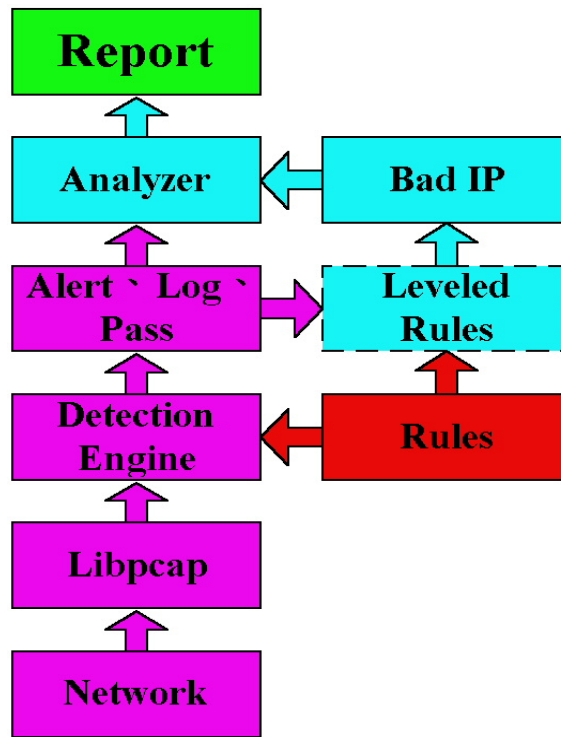 Report
Analyzer
Bad IP
Alert、Log、
Pass
Leveled
Rules
Detection
Engine
Rules
Libpcap
Network